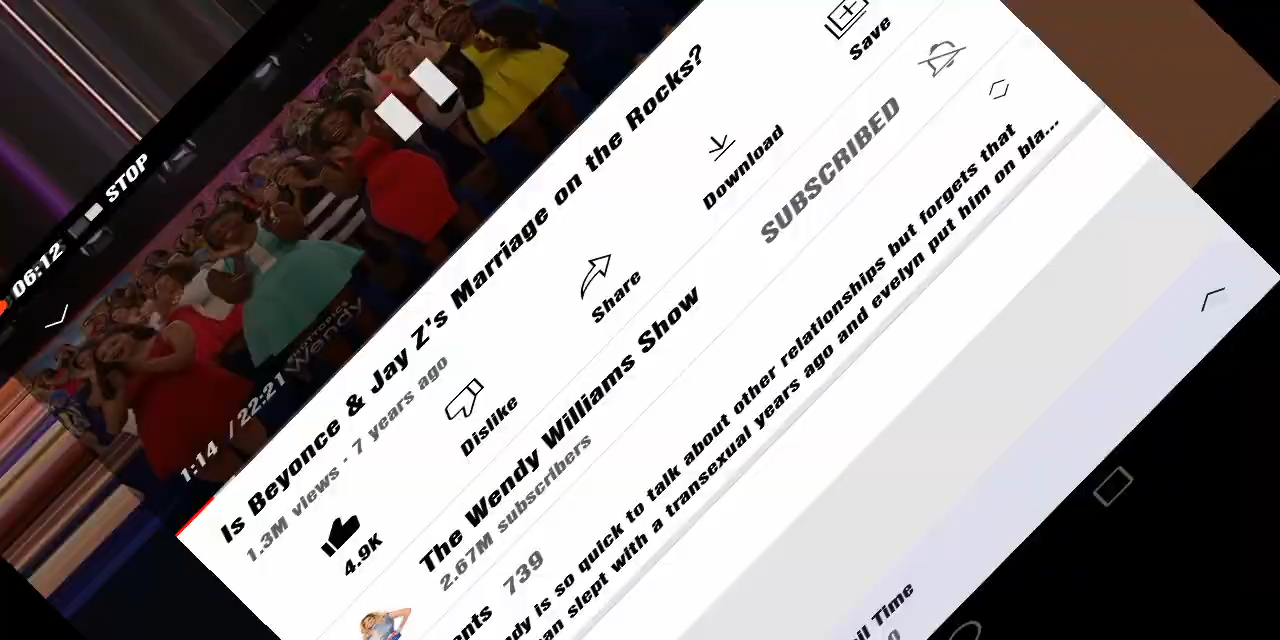 06:12 STOP
HOTTOPICS
Wendy
1:14 / 22:21
Is Beyonce & Jay Z's Marriage on the Rocks?
1.3M views · 7 years ago
4.9K
Dislike
Share
Download
Save
The Wendy Williams Show
2.67M subscribers
SUBSCRIBED
739
is so quick to talk about other relationships but forgets that
slept with a transexual years ago and evelyn put him on bla...
Time